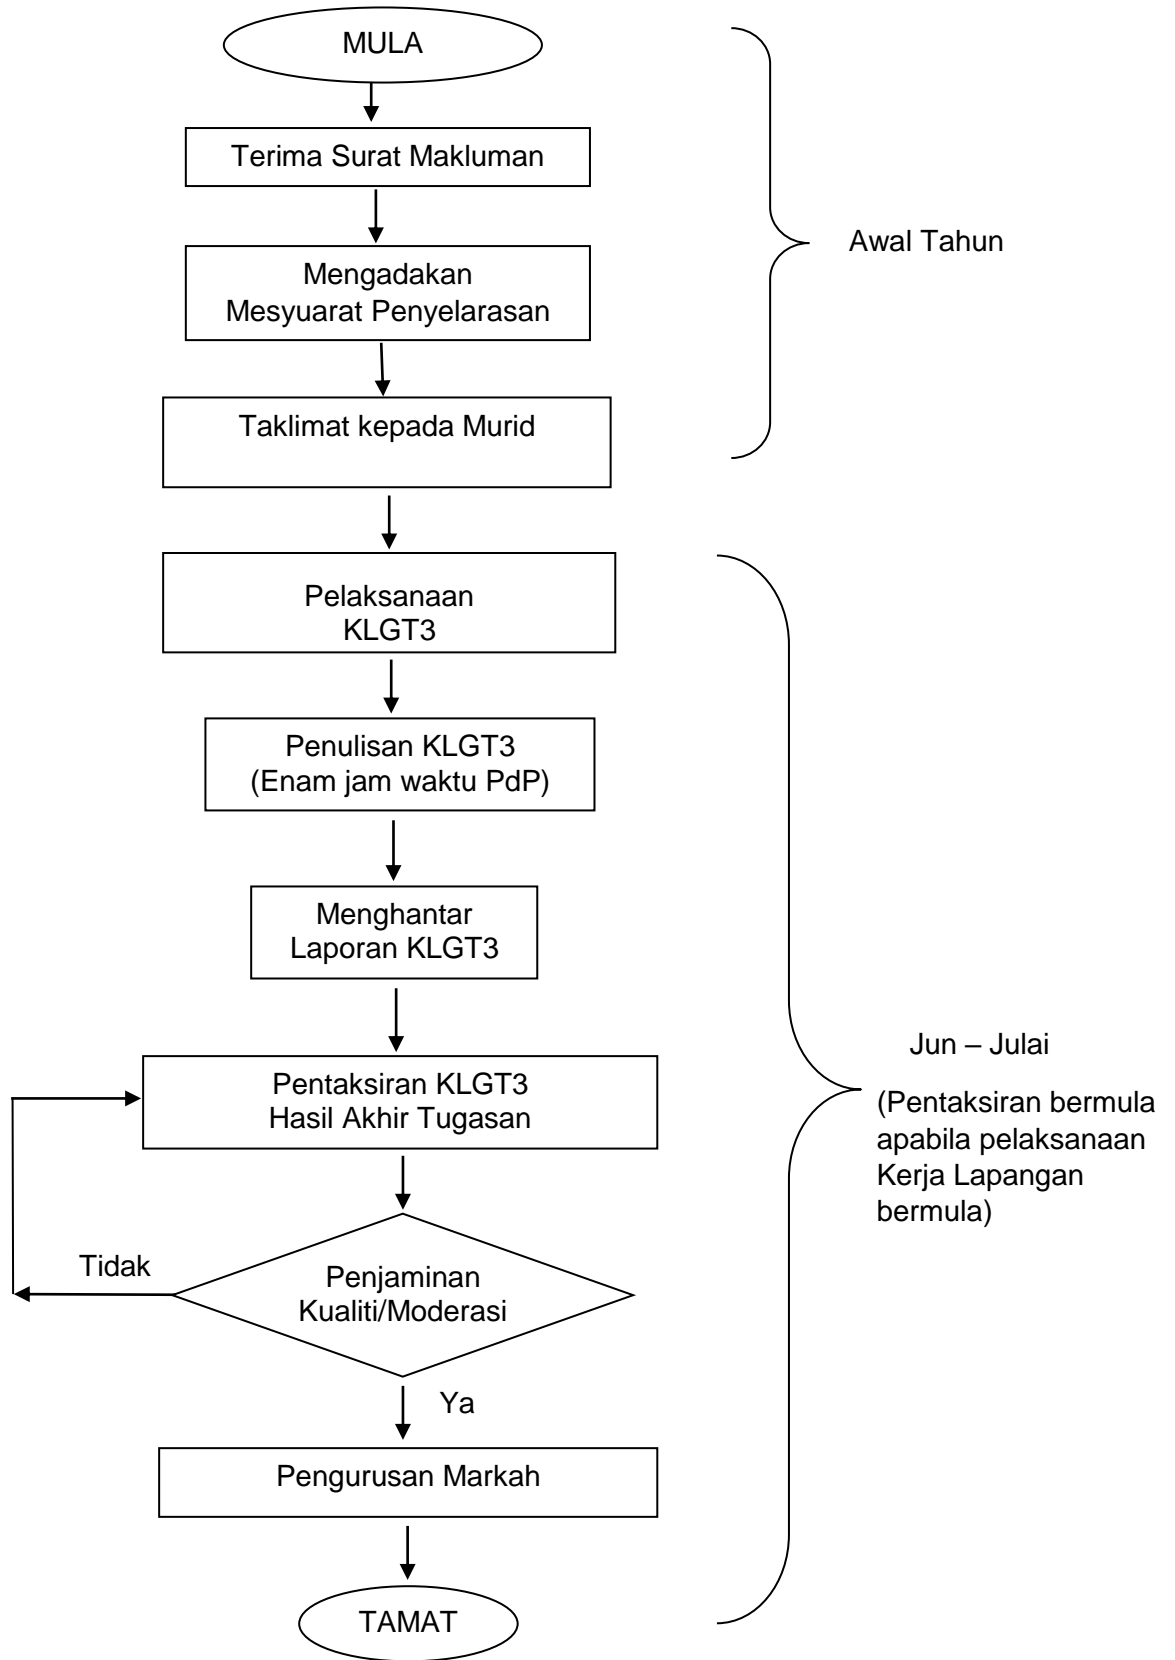 MULA
Terima Surat Makluman
Mengadakan
Mesyuarat Penyelarasan
Taklimat kepada Murid
Awal Tahun
Pelaksanaan
KLGT3
Penulisan KLGT3
(Enam jam waktu PdP)
Menghantar
Laporan KLGT3
Pentaksiran KLGT3
Hasil Akhir Tugasan
Tidak
Penjaminan
Kualiti/Moderasi
Ya
Pengurusan Markah
TAMAT
Jun – Julai
(Pentaksiran bermula
apabila pelaksanaan
Kerja Lapangan
bermula)